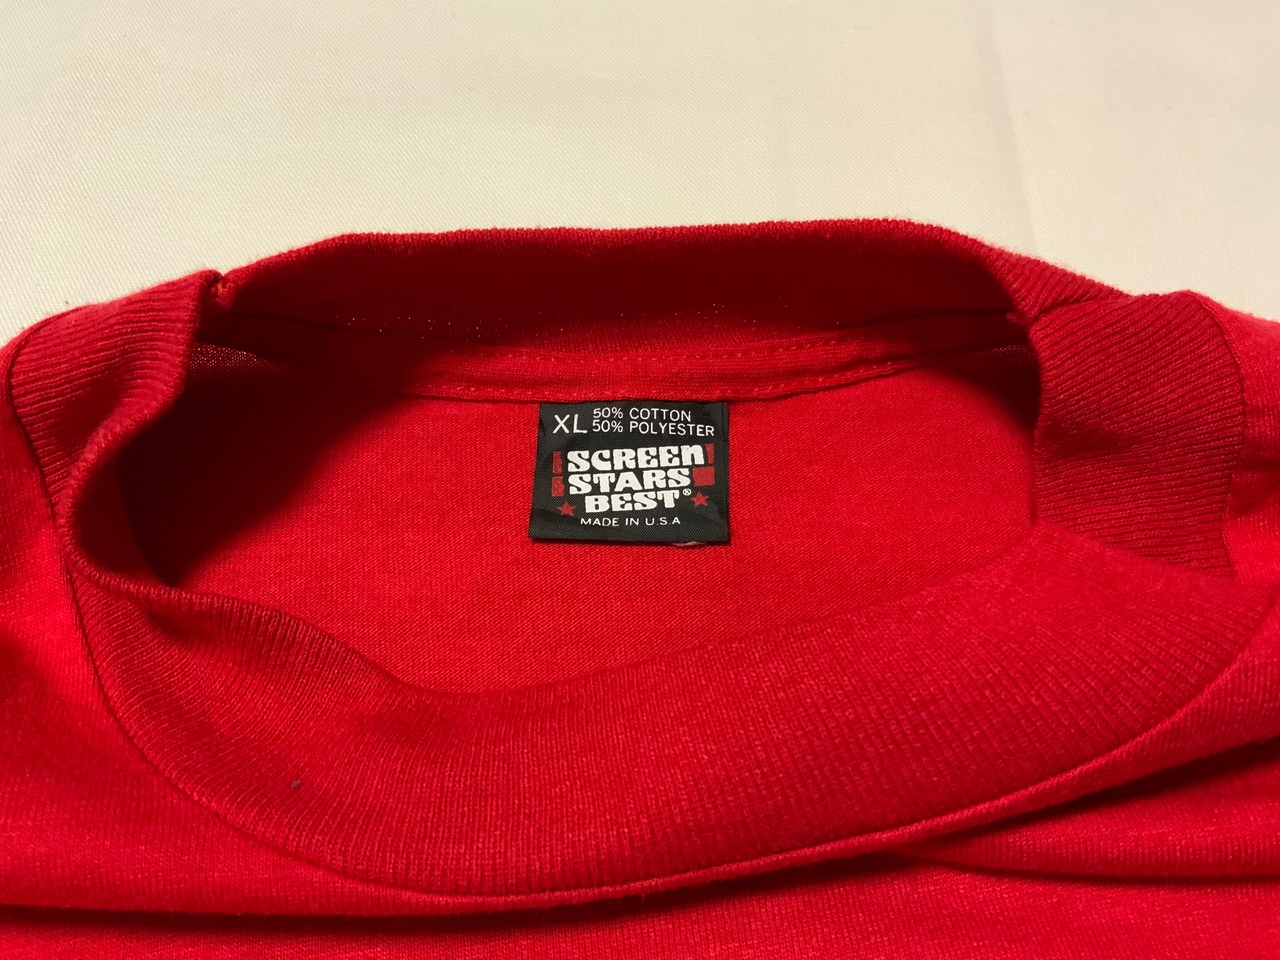 XL 50% COTTON
50% POLYESTER
SCREEN
STARS
BEST®
MADE IN U.S.A